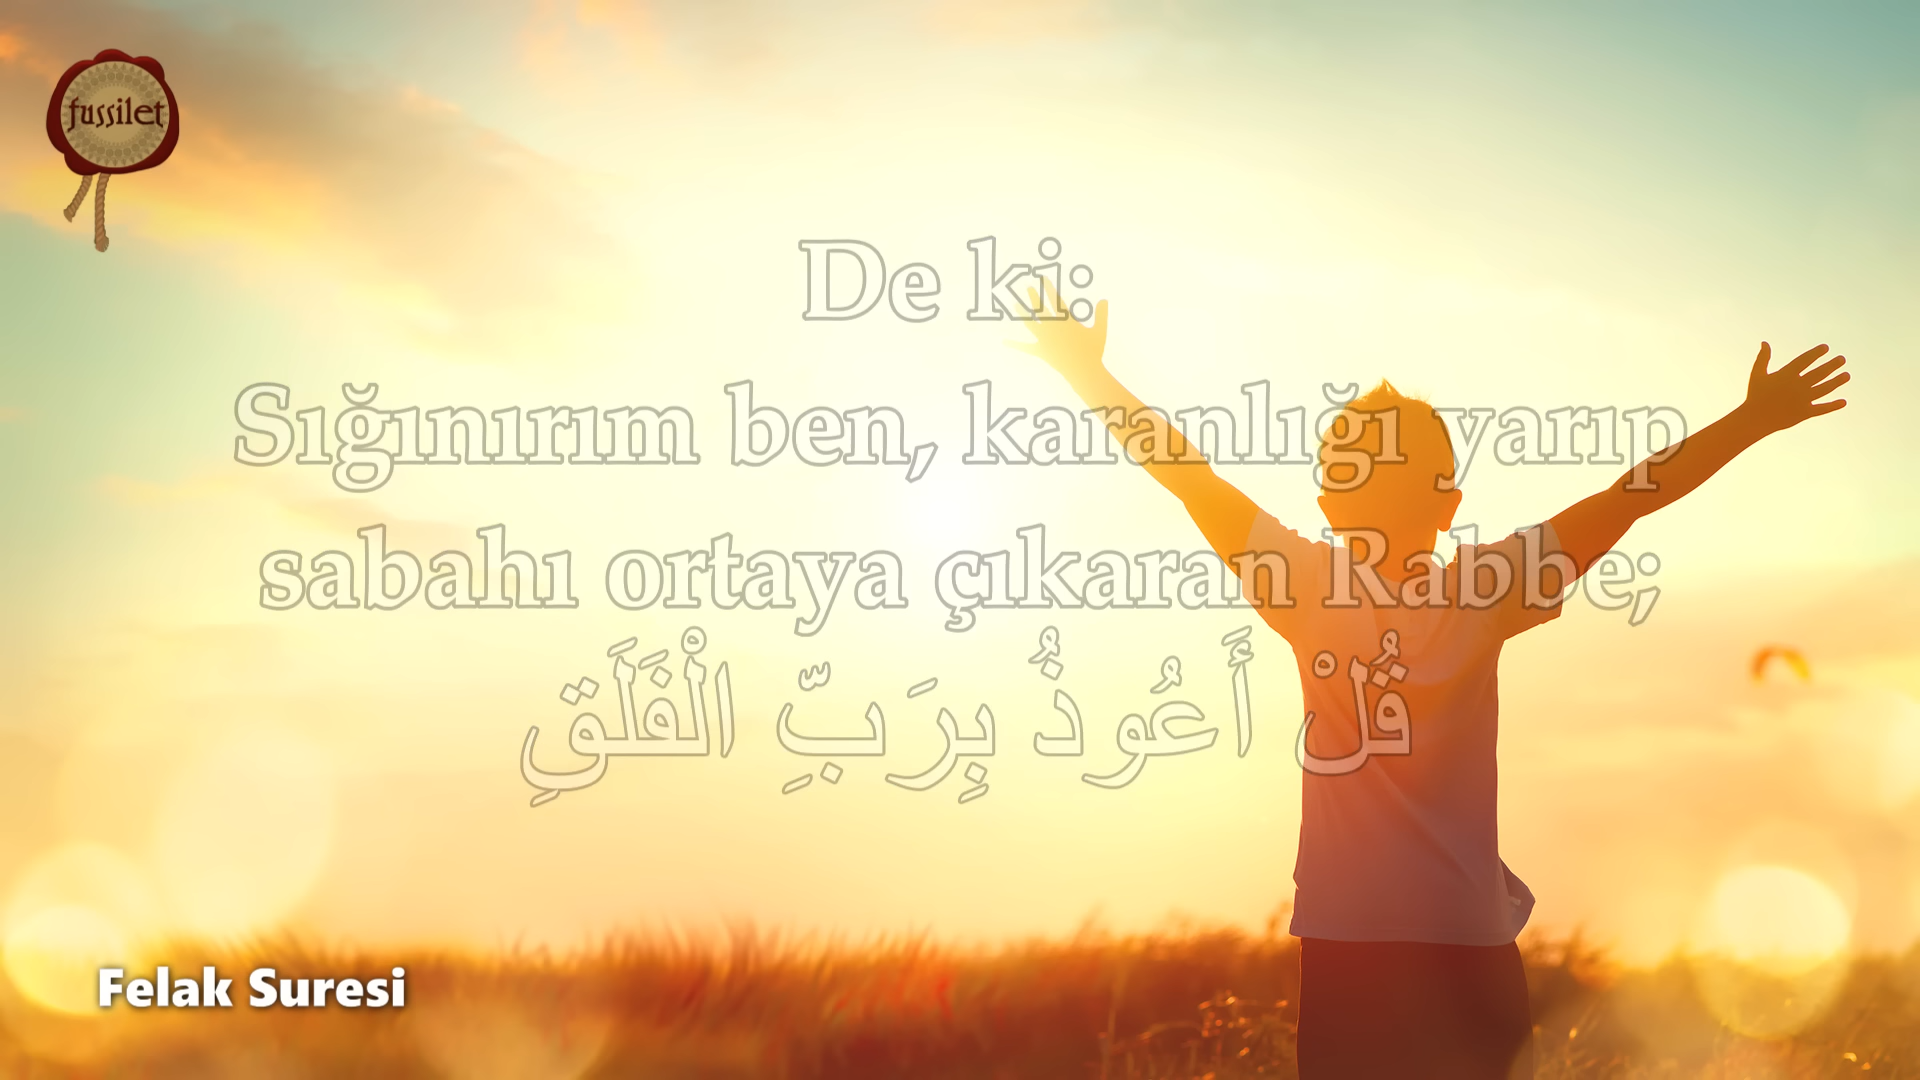 fussilet
De ki:
Sığınırım ben, karanlığı yarıp
sabahı ortaya çıkaran Rabbe;
قُلْ أَعُوذُ بِرَبِّ الْفَلَقِ
Felak Suresi